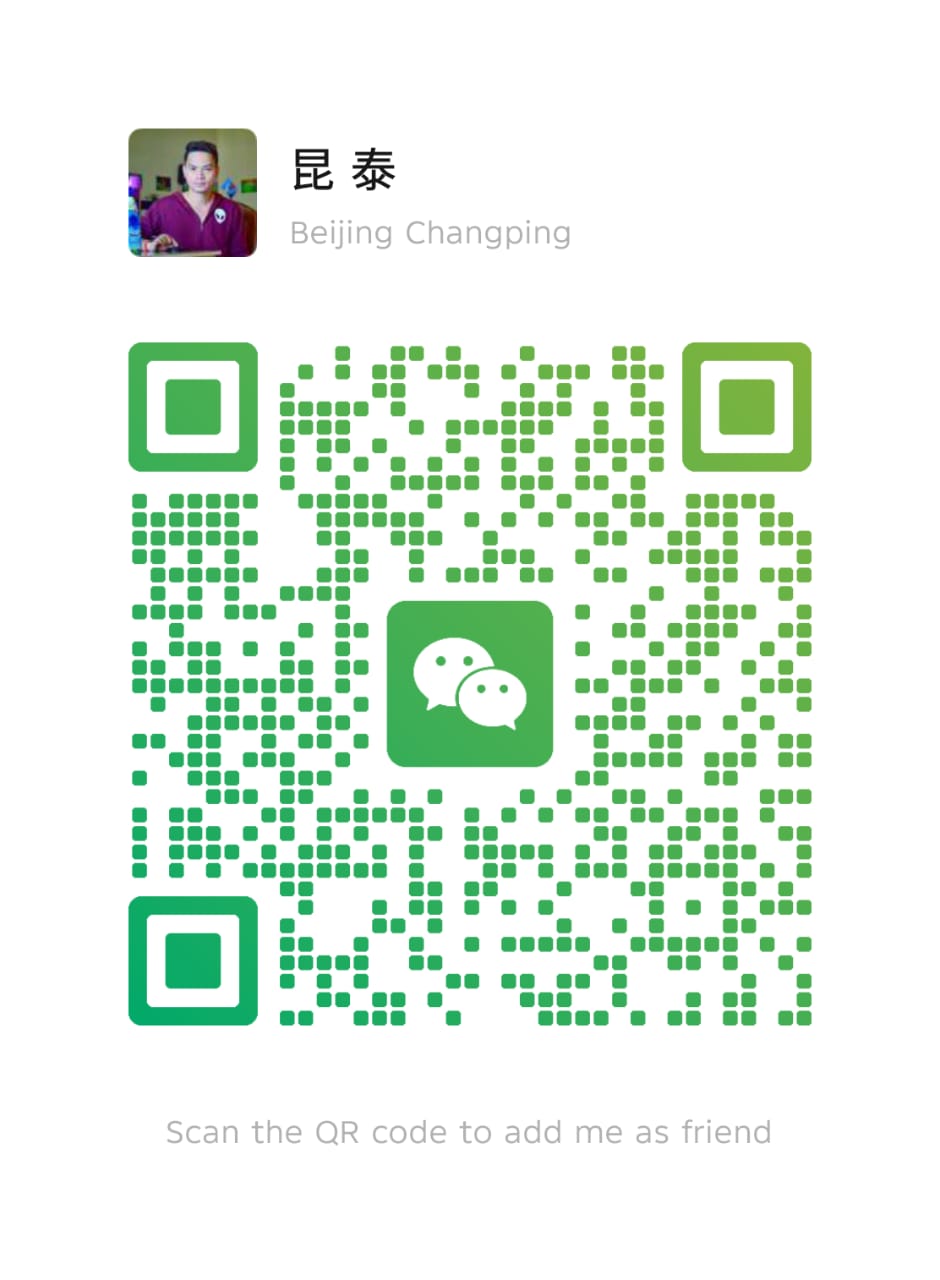 昆 泰
Beijing Changping
Scan the QR code to add me as friend